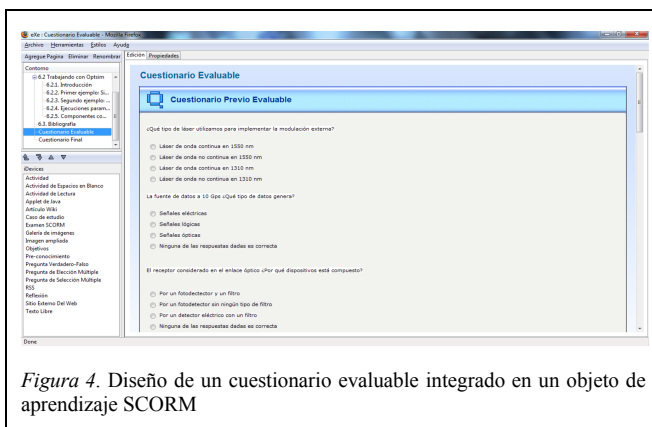 eXe : Cuestionario Evaluable - Mozilla Firefox
Archivo Herramientas Estilos Ayuda
Agregue Pagina Eliminar Renombrar
Edición Propiedades
Contorno
6.2 Trabajando con Optsim
6.2.1. Introducción
6.2.2. Primer ejemplo: Si...
6.2.3. Segundo ejemplo: ...
6.2.4. Ejecuciones param...
6.2.5. Componentes co...
6.3. Bibliografía
Cuestionario Evaluable
Cuestionario Final
iDevices
Actividad
Actividad de Espacios en Blanco
Actividad de Lectura
Applet de Java
Artículo Wiki
Caso de estudio
Examen SCORM
Galería de imágenes
Imagen ampliada
Objetivos
Pre-conocimiento
Pregunta Verdadero-Falso
Pregunta de Elección Múltiple
Pregunta de Selección Múltiple
RSS
Reflexión
Sitio Externo Del Web
Texto Libre
Cuestionario Evaluable
Cuestionario Previo Evaluable
¿Qué tipo de láser utilizamos para implementar la modulación externa?
Láser de onda continua en 1550 nm
Láser de onda no continua en 1550 nm
Láser de onda continua en 1310 nm
Láser de onda no continua en 1310 nm
La fuente de datos a 10 Gps ¿Qué tipo de datos genera?
Señales eléctricas
Señales lógicas
Señales ópticas
Ninguna de las respuestas dadas es correcta
El receptor considerado en el enlace óptico ¿Por qué dispositivos está compuesto?
Por un fotodectector y un filtro
Por un fotodetector sin ningún tipo de filtro
Por un detector eléctrico con un filtro
Ninguna de las respuestas dadas es correcta
Done
Figura 4. Diseño de un cuestionario evaluable integrado en un objeto de
aprendizaje SCORM